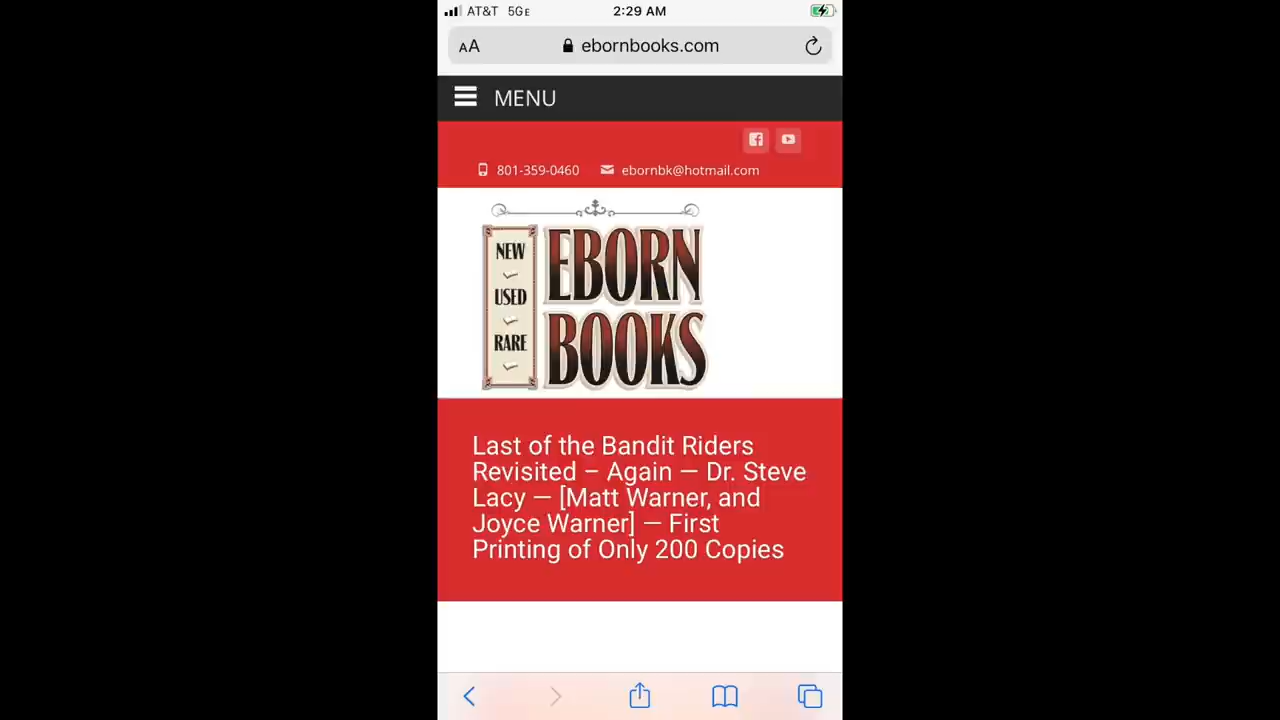 AT&T 5GE 2:29 AM
AA ebornbooks.com
MENU
801-359-0460 ebornbk@hotmail.com
NEW
USED
RARE
EBORN
BOOKS
Last of the Bandit Riders
Revisited – Again — Dr. Steve
Lacy — [Matt Warner, and
Joyce Warner] — First
Printing of Only 200 Copies